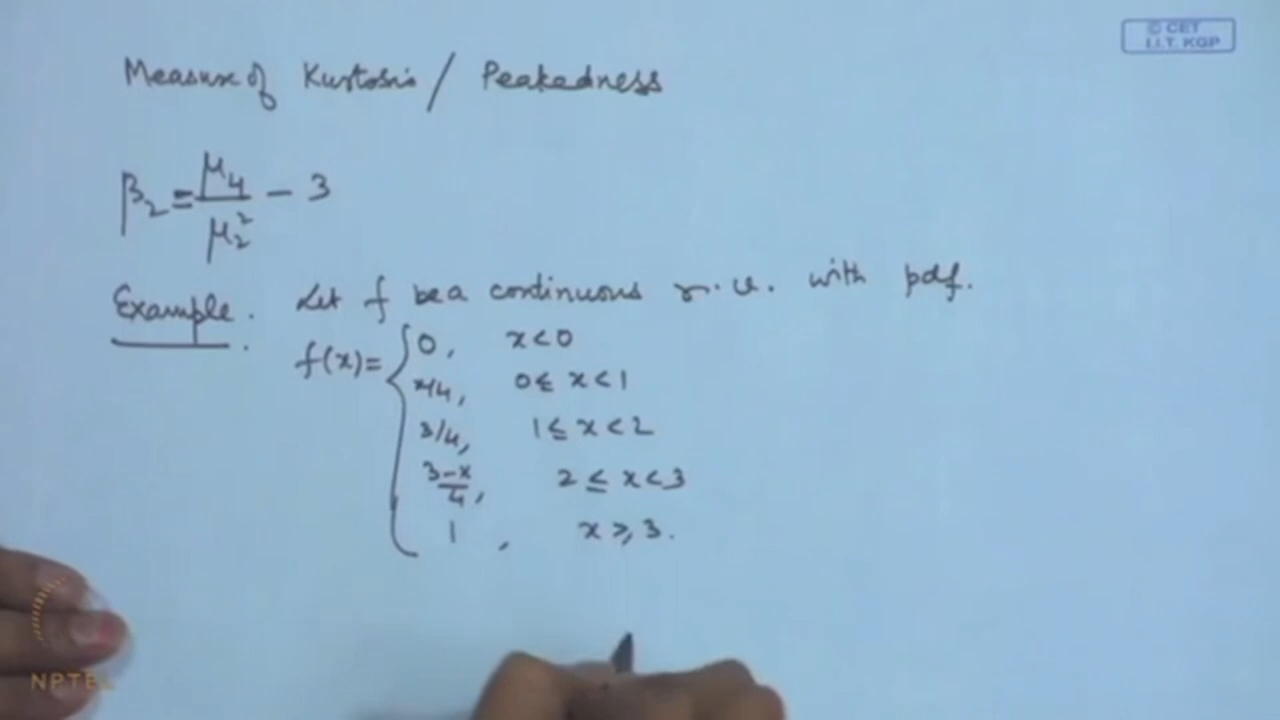 © CET
I.I.T. KGP
Measure of Kurtosis / Peakedness
β₂ = μ₄/μ₂² - 3
Example. Let f be a continuous r.v. with pdf.
f(x) = { 0, x < 0
x/4, 0 ≤ x < 1
3/4, 1 ≤ x < 2
(3-x)/4, 2 ≤ x < 3
1, x ≥ 3.
NPTEL